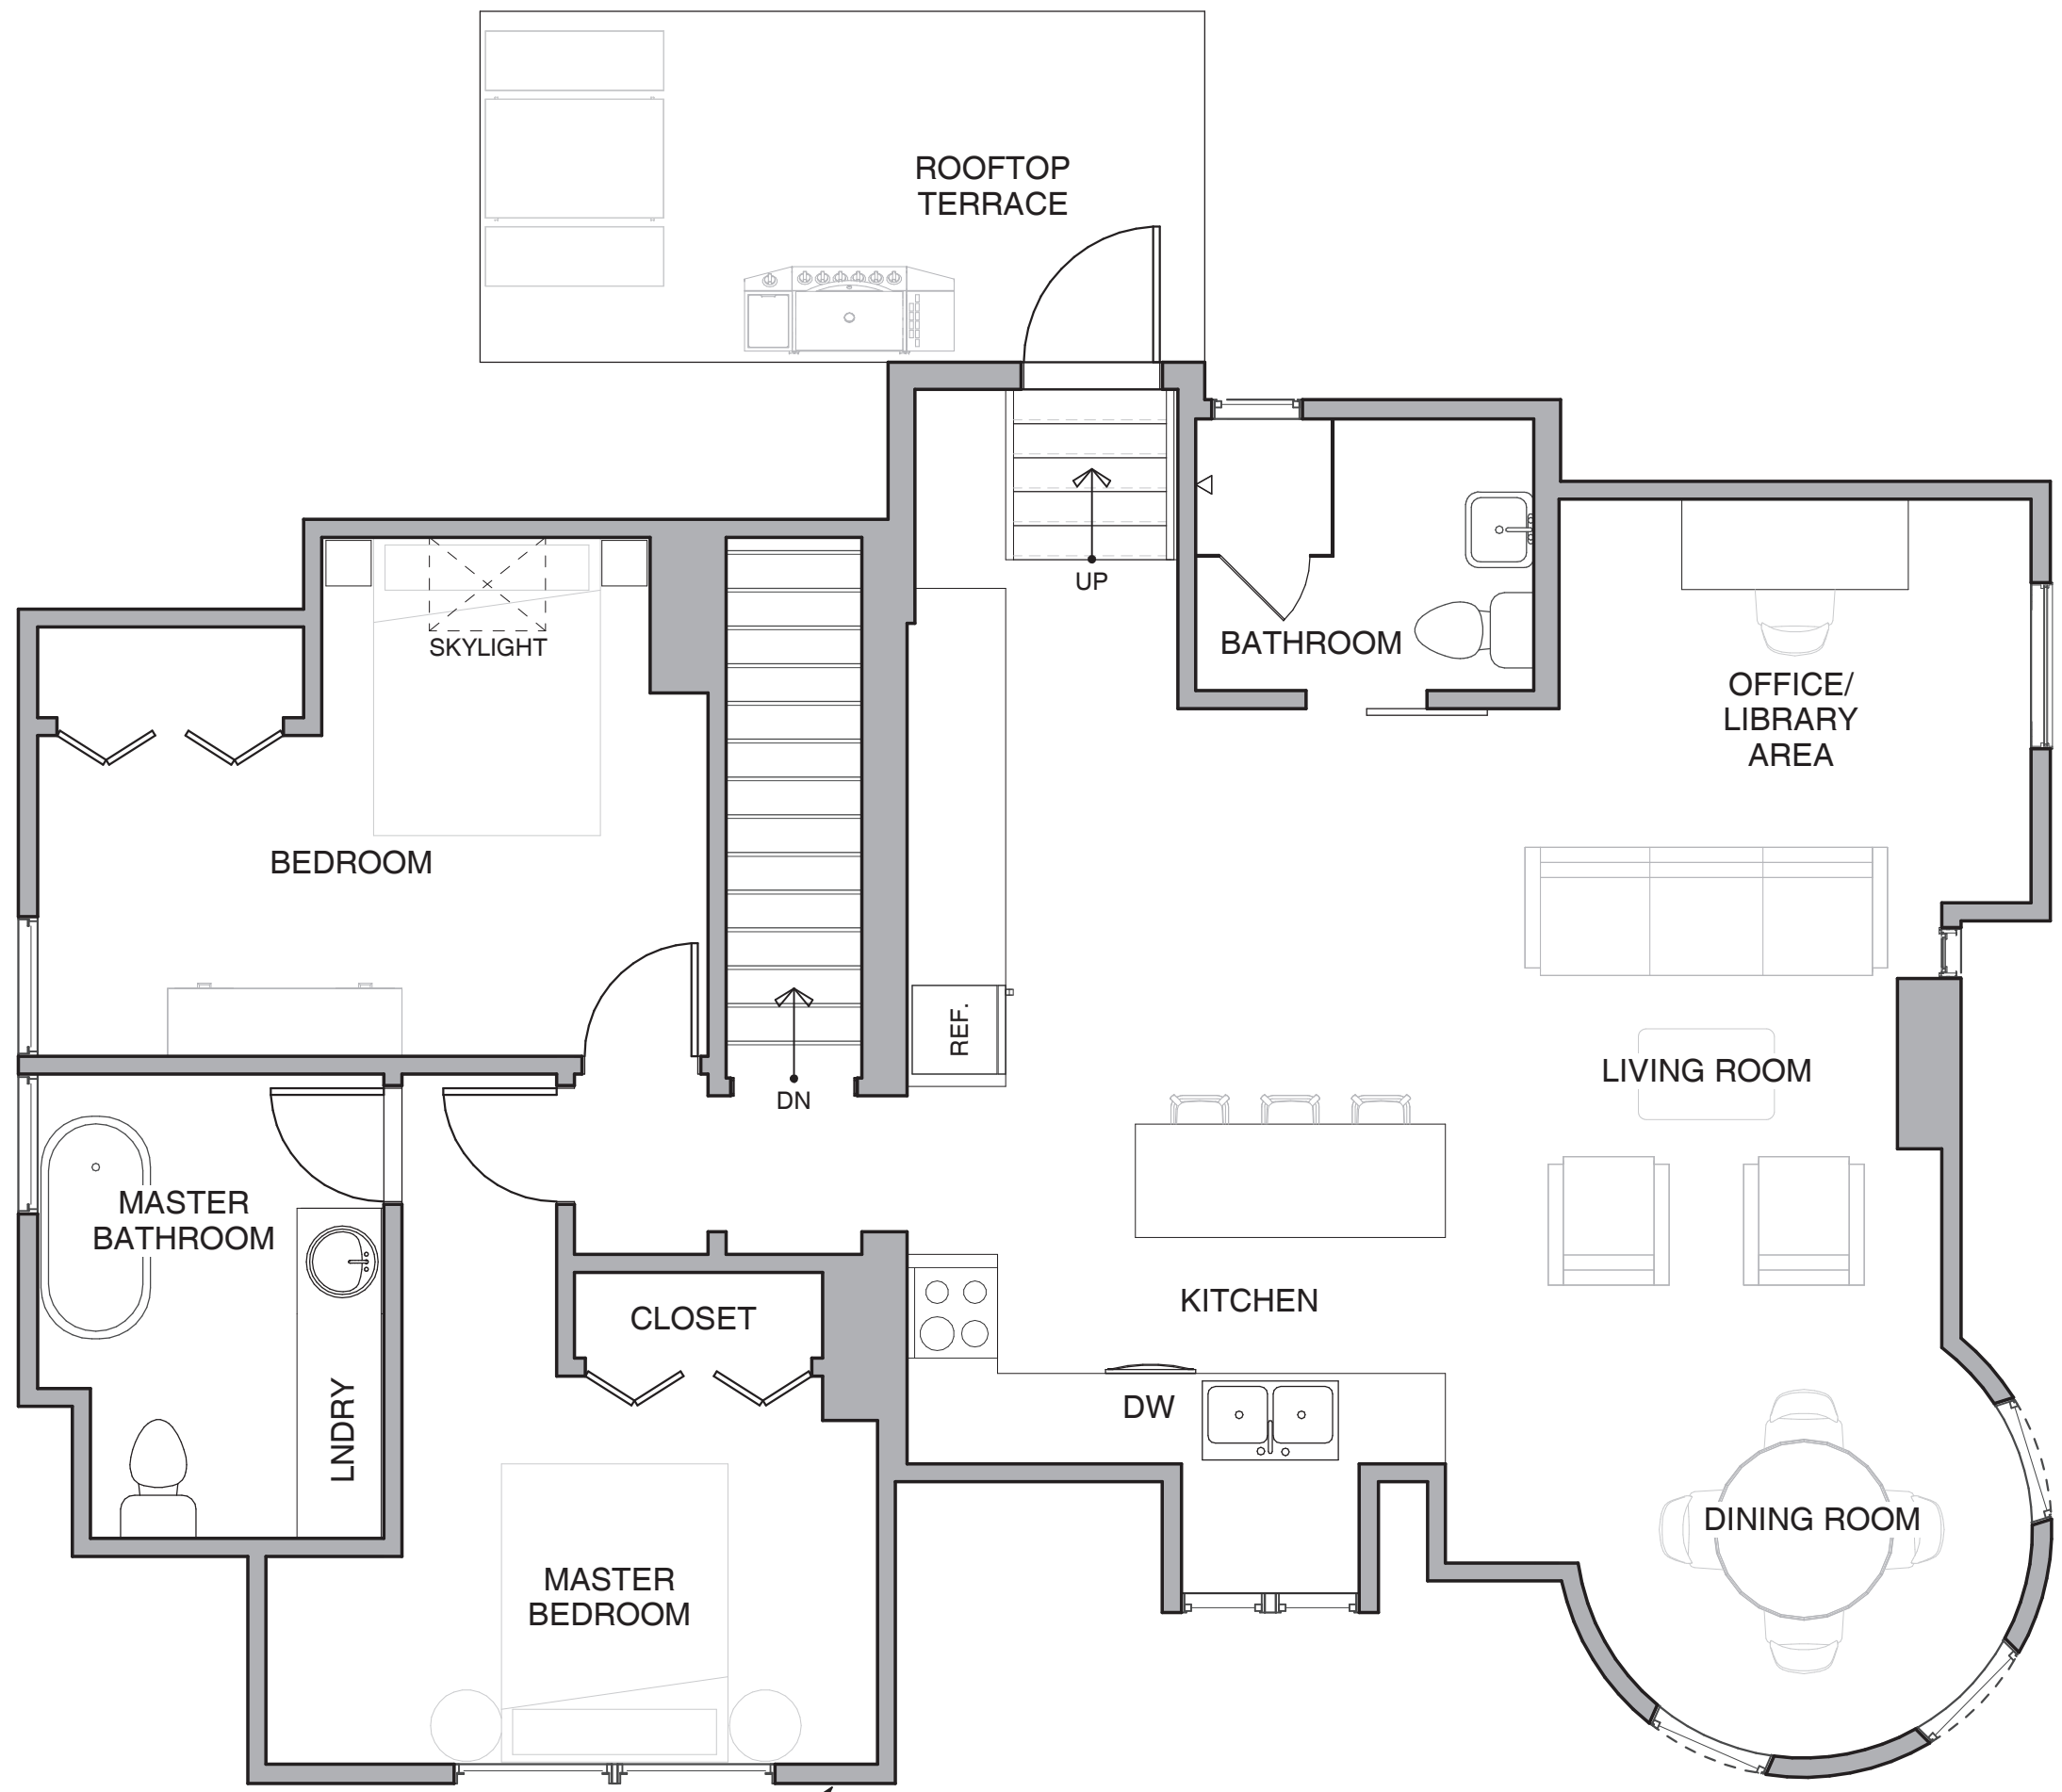 ROOFTOP
TERRACE
UP
SKYLIGHT
BATHROOM
OFFICE/
LIBRARY
AREA
BEDROOM
REF.
DN
LIVING ROOM
MASTER
BATHROOM
CLOSET
KITCHEN
LNDRY
DW
DINING ROOM
MASTER
BEDROOM